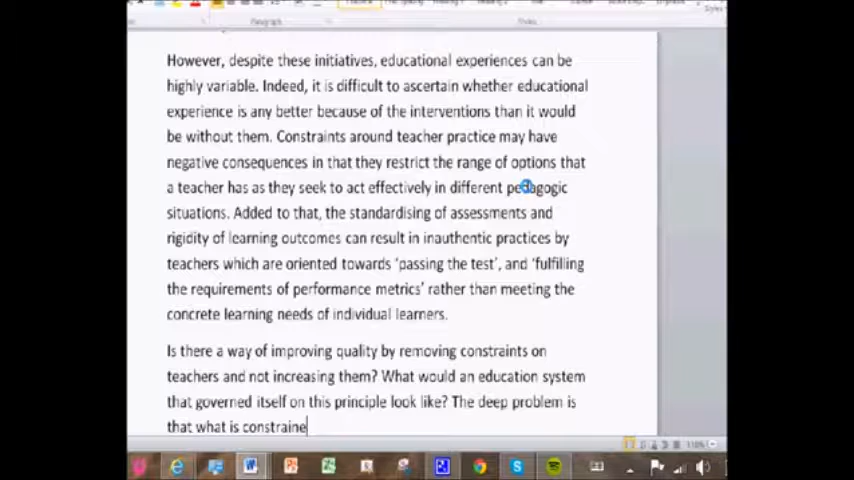 However, despite these initiatives, educational experiences can be
highly variable. Indeed, it is difficult to ascertain whether educational
experience is any better because of the interventions than it would
be without them. Constraints around teacher practice may have
negative consequences in that they restrict the range of options that
a teacher has as they seek to act effectively in different pedagogic
situations. Added to that, the standardising of assessments and
rigidity of learning outcomes can result in inauthentic practices by
teachers which are oriented towards ‘passing the test’, and ‘fulfilling
the requirements of performance metrics’ rather than meeting the
concrete learning needs of individual learners.
Is there a way of improving quality by removing constraints on
teachers and not increasing them? What would an education system
that governed itself on this principle look like? The deep problem is
that what is constraine